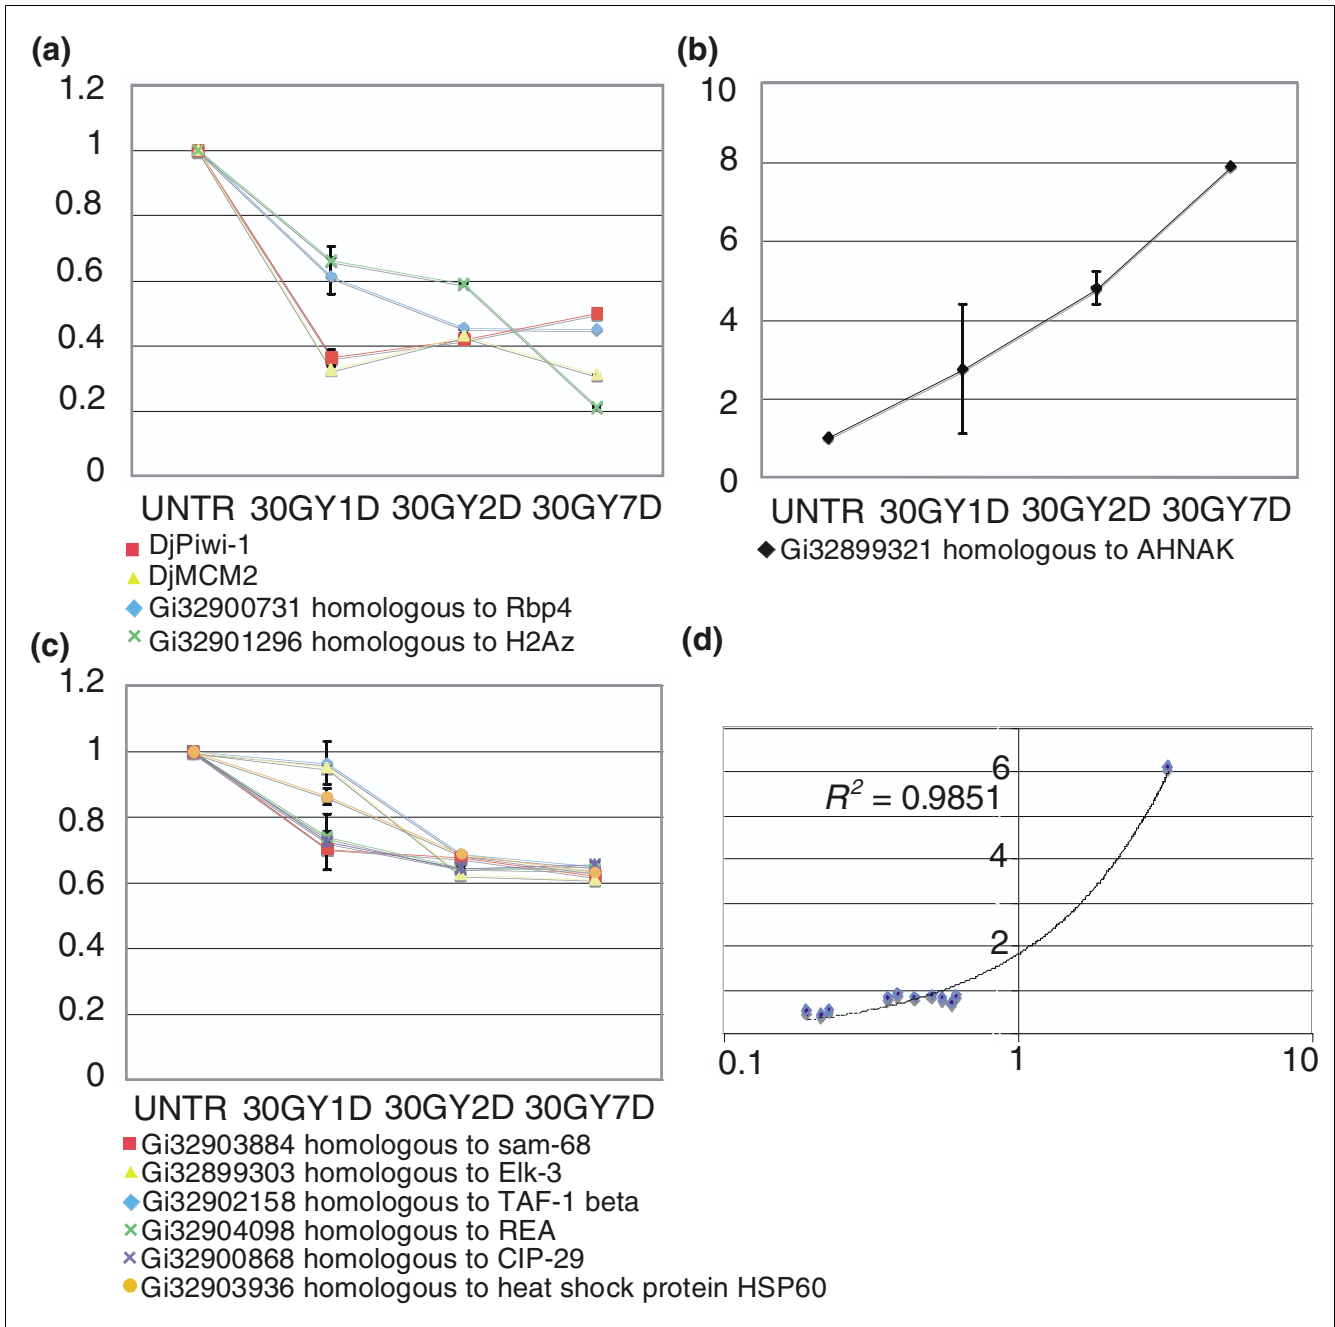 (a)
1.2
1
0.8
0.6
0.4
0.2
0
UNTR 30GY1D 30GY2D 30GY7D
DjPiwi-1
DjMCM2
Gi32900731 homologous to Rbp4
Gi32901296 homologous to H2Az
(b)
10
8
6
4
2
0
UNTR 30GY1D 30GY2D 30GY7D
Gi32899321 homologous to AHNAK
(c)
1.2
1
0.8
0.6
0.4
0.2
0
UNTR 30GY1D 30GY2D 30GY7D
Gi32903884 homologous to sam-68
Gi32899303 homologous to Elk-3
Gi32902158 homologous to TAF-1 beta
Gi32904098 homologous to REA
Gi32900868 homologous to CIP-29
Gi32903936 homologous to heat shock protein HSP60
(d)
6
R² = 0.9851
4
2
0.1 1 10